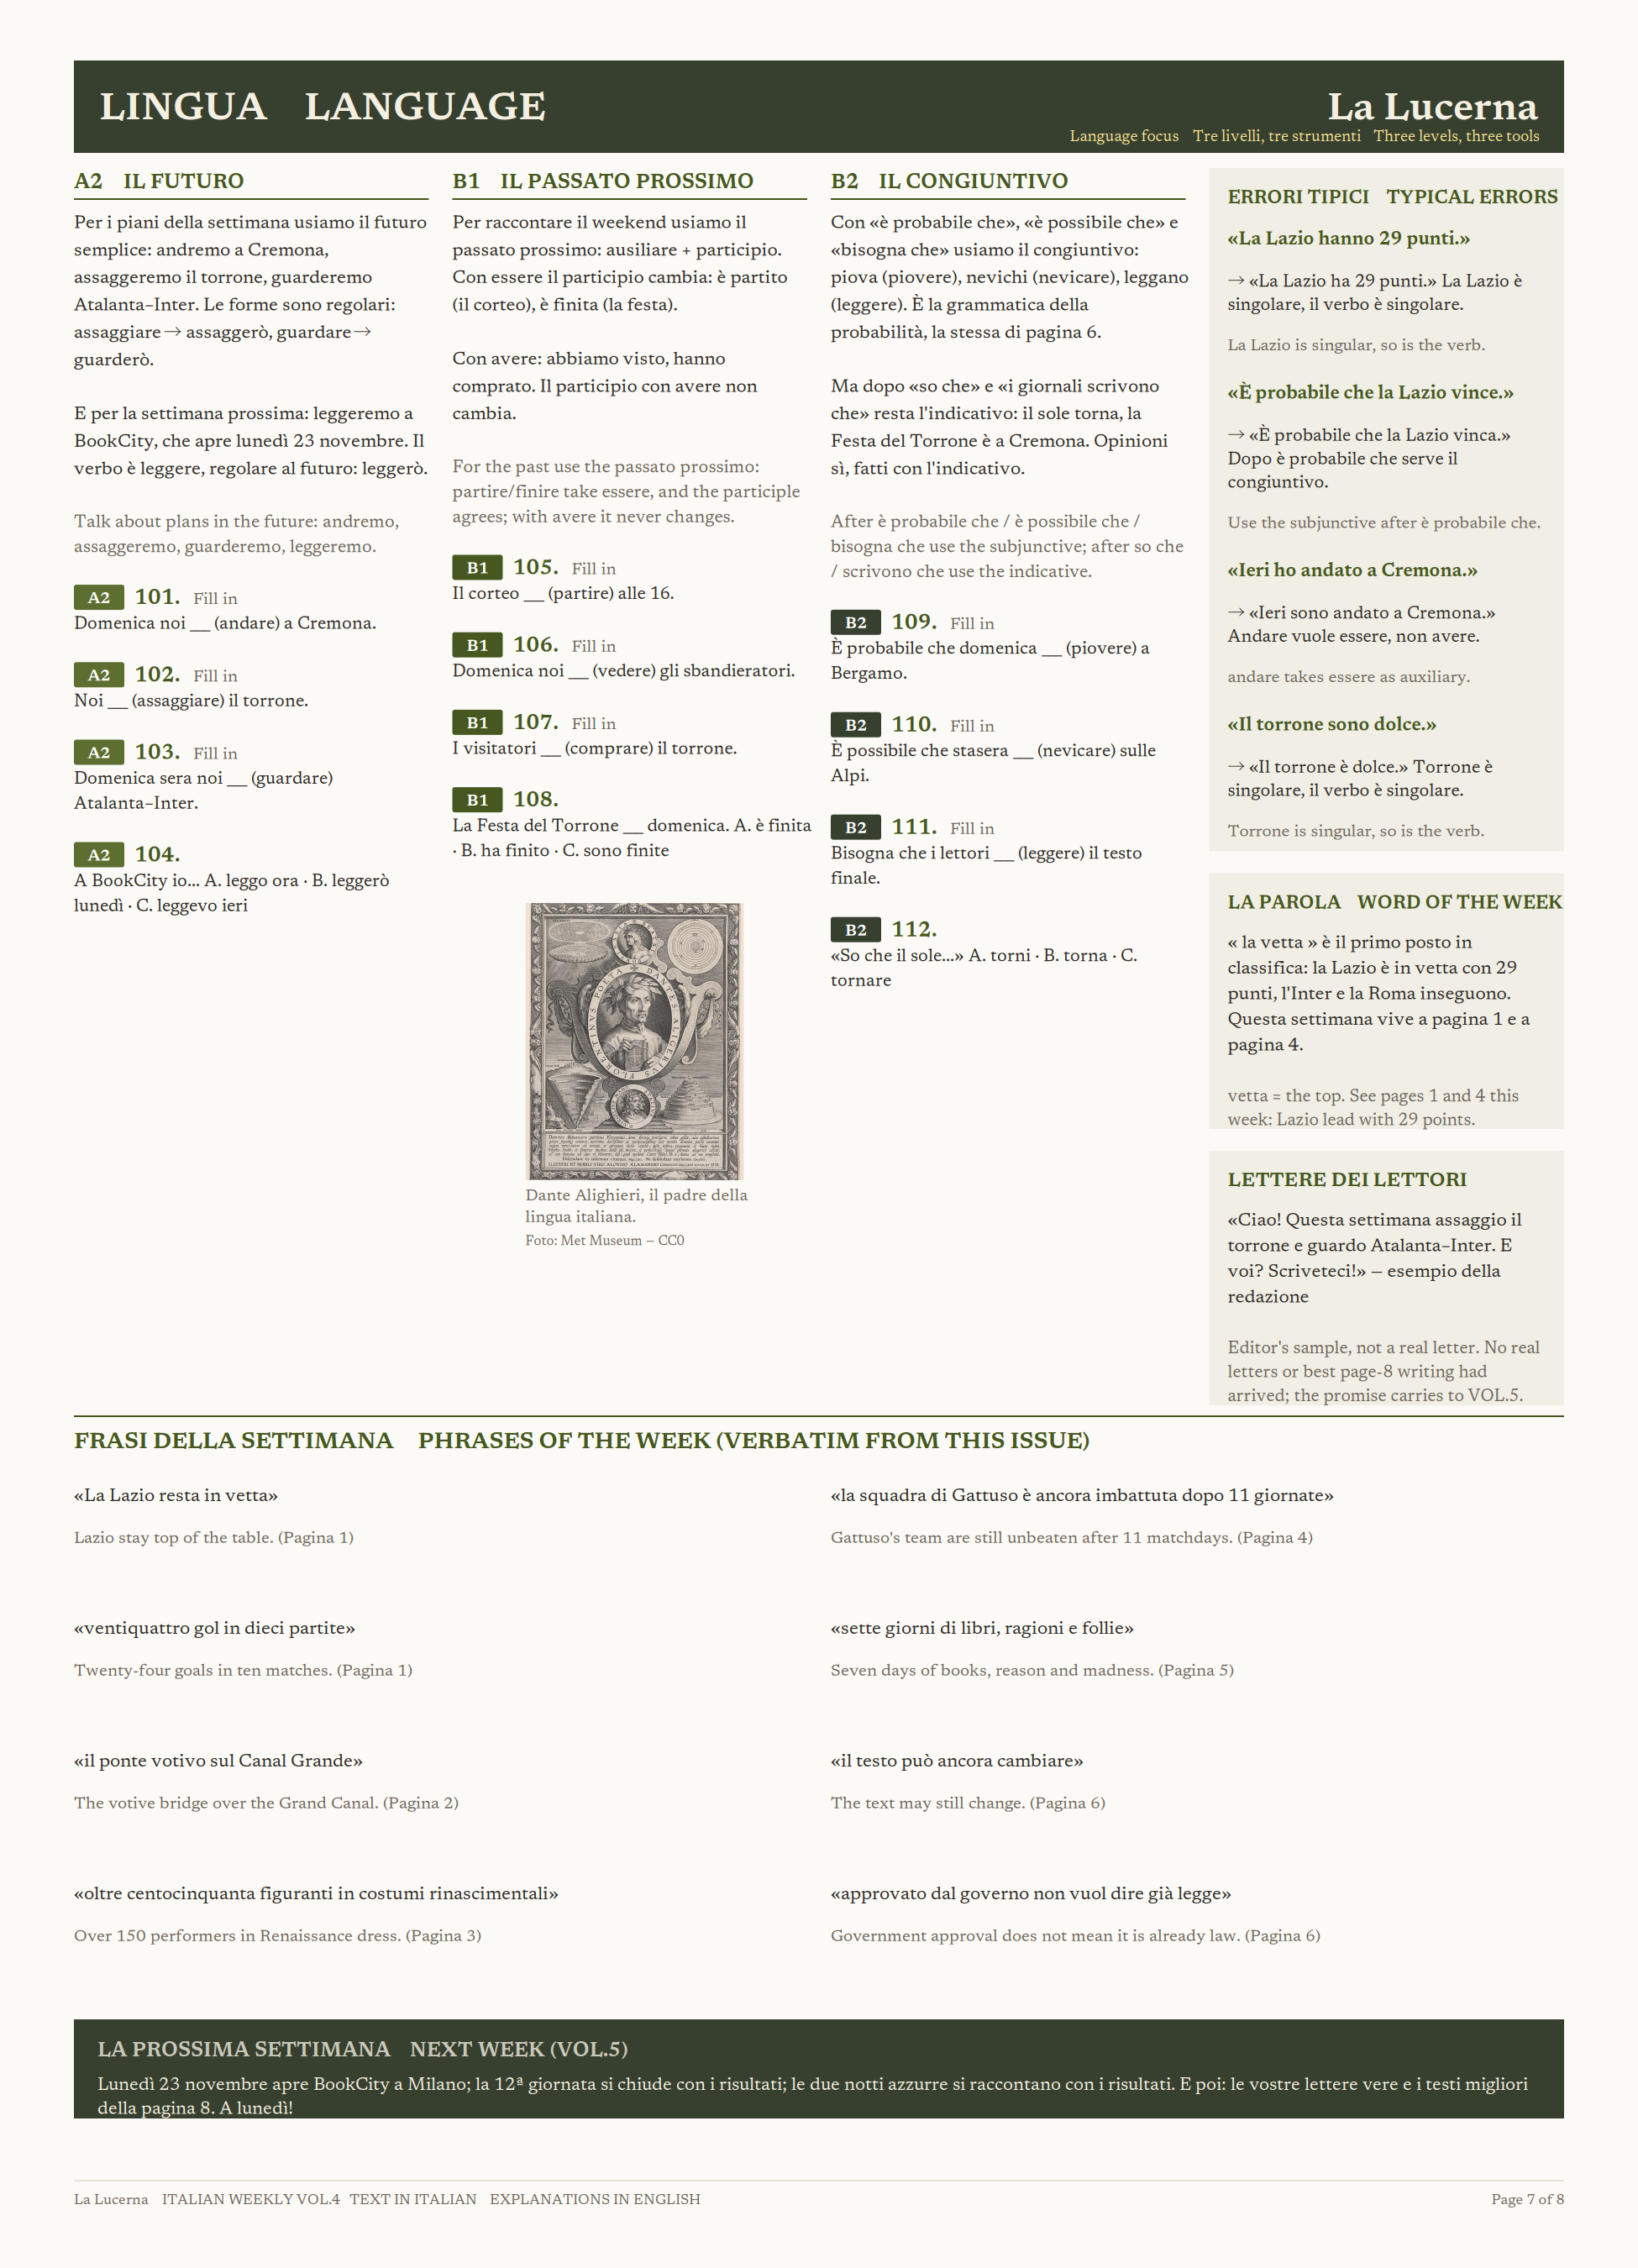 LINGUA LANGUAGE
La Lucerna
Language focus Tre livelli, tre strumenti Three levels, three tools
A2 IL FUTURO
Per i piani della settimana usiamo il futuro
semplice: andremo a Cremona,
assaggeremo il torrone, guarderemo
Atalanta–Inter. Le forme sono regolari:
assaggiare → assaggerò, guardare →
guarderò.
E per la settimana prossima: leggeremo a
BookCity, che apre lunedì 23 novembre. Il
verbo è leggere, regolare al futuro: leggerò.
Talk about plans in the future: andremo,
assaggeremo, guarderemo, leggeremo.
A2 101. Fill in
Domenica noi __ (andare) a Cremona.
A2 102. Fill in
Noi __ (assaggiare) il torrone.
A2 103. Fill in
Domenica sera noi __ (guardare)
Atalanta–Inter.
A2 104.
A BookCity io... A. leggo ora · B. leggerò
lunedì · C. leggevo ieri
B1 IL PASSATO PROSSIMO
Per raccontare il weekend usiamo il
passato prossimo: ausiliare + participio.
Con essere il participio cambia: è partito
(il corteo), è finita (la festa).
Con avere: abbiamo visto, hanno
comprato. Il participio con avere non
cambia.
For the past use the passato prossimo:
partire/finire take essere, and the participle
agrees; with avere it never changes.
B1 105. Fill in
Il corteo __ (partire) alle 16.
B1 106. Fill in
Domenica noi __ (vedere) gli sbandieratori.
B1 107. Fill in
I visitatori __ (comprare) il torrone.
B1 108.
La Festa del Torrone __ domenica. A. è finita
· B. ha finito · C. sono finite
Dante Alighieri, il padre della
lingua italiana.
Foto: Met Museum — CC0
B2 IL CONGIUNTIVO
Con «è probabile che», «è possibile che» e
«bisogna che» usiamo il congiuntivo:
piova (piovere), nevichi (nevicare), leggano
(leggere). È la grammatica della
probabilità, la stessa di pagina 6.
Ma dopo «so che» e «i giornali scrivono
che» resta l'indicativo: il sole torna, la
Festa del Torrone è a Cremona. Opinioni
sì, fatti con l'indicativo.
After è probabile che / è possibile che /
bisogna che use the subjunctive; after so che
/ scrivono che use the indicative.
B2 109. Fill in
È probabile che domenica __ (piovere) a
Bergamo.
B2 110. Fill in
È possibile che stasera __ (nevicare) sulle
Alpi.
B2 111. Fill in
Bisogna che i lettori __ (leggere) il testo
finale.
B2 112.
«So che il sole...» A. torni · B. torna · C.
tornare
ERRORI TIPICI TYPICAL ERRORS
«La Lazio hanno 29 punti.»
→ «La Lazio ha 29 punti.» La Lazio è
singolare, il verbo è singolare.
La Lazio is singular, so is the verb.
«È probabile che la Lazio vince.»
→ «È probabile che la Lazio vinca.»
Dopo è probabile che serve il
congiuntivo.
Use the subjunctive after è probabile che.
«Ieri ho andato a Cremona.»
→ «Ieri sono andato a Cremona.»
Andare vuole essere, non avere.
andare takes essere as auxiliary.
«Il torrone sono dolce.»
→ «Il torrone è dolce.» Torrone è
singolare, il verbo è singolare.
Torrone is singular, so is the verb.
LA PAROLA WORD OF THE WEEK
« la vetta » è il primo posto in
classifica: la Lazio è in vetta con 29
punti, l'Inter e la Roma inseguono.
Questa settimana vive a pagina 1 e a
pagina 4.
vetta = the top. See pages 1 and 4 this
week: Lazio lead with 29 points.
LETTERE DEI LETTORI
«Ciao! Questa settimana assaggio il
torrone e guardo Atalanta–Inter. E
voi? Scriveteci!» — esempio della
redazione
Editor's sample, not a real letter. No real
letters or best page-8 writing had
arrived; the promise carries to VOL.5.
FRASI DELLA SETTIMANA PHRASES OF THE WEEK (VERBATIM FROM THIS ISSUE)
«La Lazio resta in vetta»
Lazio stay top of the table. (Pagina 1)
«ventiquattro gol in dieci partite»
Twenty-four goals in ten matches. (Pagina 1)
«il ponte votivo sul Canal Grande»
The votive bridge over the Grand Canal. (Pagina 2)
«oltre centocinquanta figuranti in costumi rinascimentali»
Over 150 performers in Renaissance dress. (Pagina 3)
«la squadra di Gattuso è ancora imbattuta dopo 11 giornate»
Gattuso's team are still unbeaten after 11 matchdays. (Pagina 4)
«sette giorni di libri, ragioni e follie»
Seven days of books, reason and madness. (Pagina 5)
«il testo può ancora cambiare»
The text may still change. (Pagina 6)
«approvato dal governo non vuol dire già legge»
Government approval does not mean it is already law. (Pagina 6)
LA PROSSIMA SETTIMANA NEXT WEEK (VOL.5)
Lunedì 23 novembre apre BookCity a Milano; la 12ª giornata si chiude con i risultati; le due notti azzurre si raccontano con i risultati. E poi: le vostre lettere vere e i testi migliori
della pagina 8. A lunedì!
La Lucerna ITALIAN WEEKLY VOL.4 TEXT IN ITALIAN EXPLANATIONS IN ENGLISH
Page 7 of 8